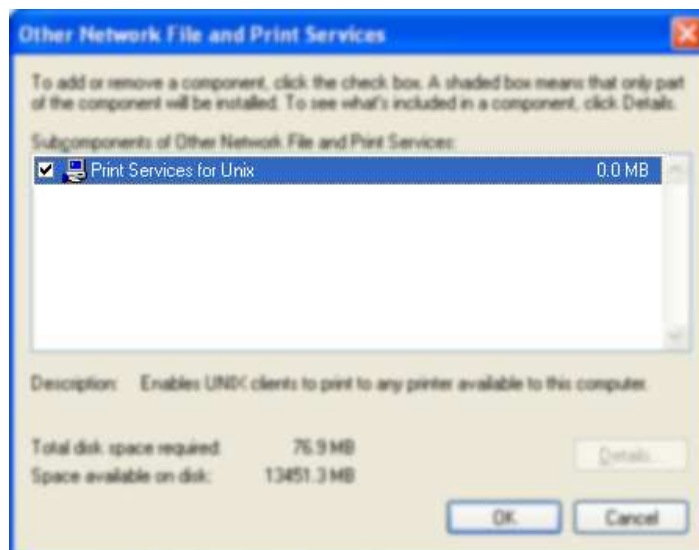 Other Network File and Print Services
To add or remove a component, click the check box. A shaded box means that only part
of the component will be installed. To see what's included in a component, click Details.
Subcomponents of Other Network File and Print Services:
Print Services for Unix 0.0 MB
Description: Enables UNIX clients to print to any printer available to this computer.
Total disk space required: 76.9 MB
Details...
Space available on disk: 13451.3 MB
OK Cancel